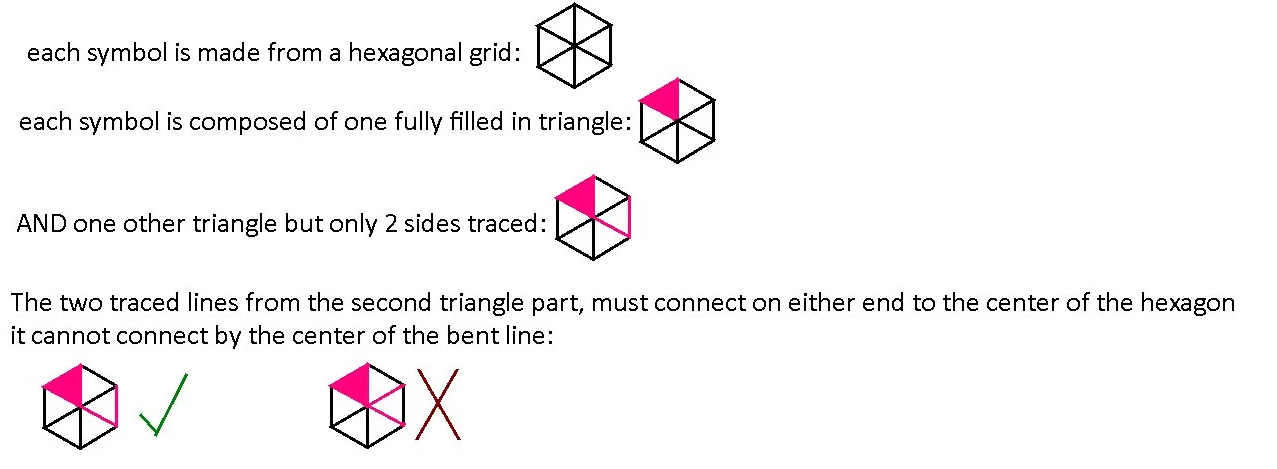 each symbol is made from a hexagonal grid:
each symbol is composed of one fully filled in triangle:
AND one other triangle but only 2 sides traced:
The two traced lines from the second triangle part, must connect on either end to the center of the hexagon
it cannot connect by the center of the bent line: